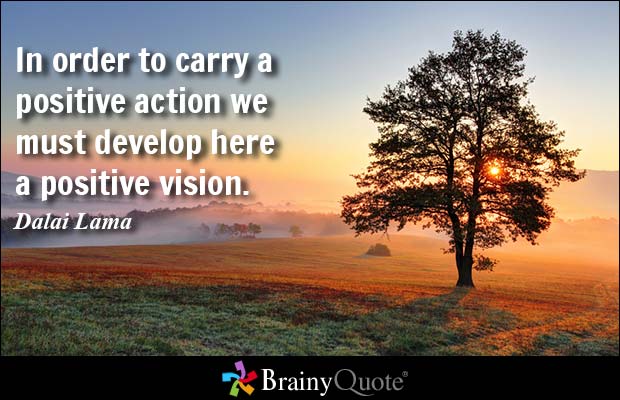 In order to carry a
positive action we
must develop here
a positive vision.
Dalai Lama
BrainyQuote®